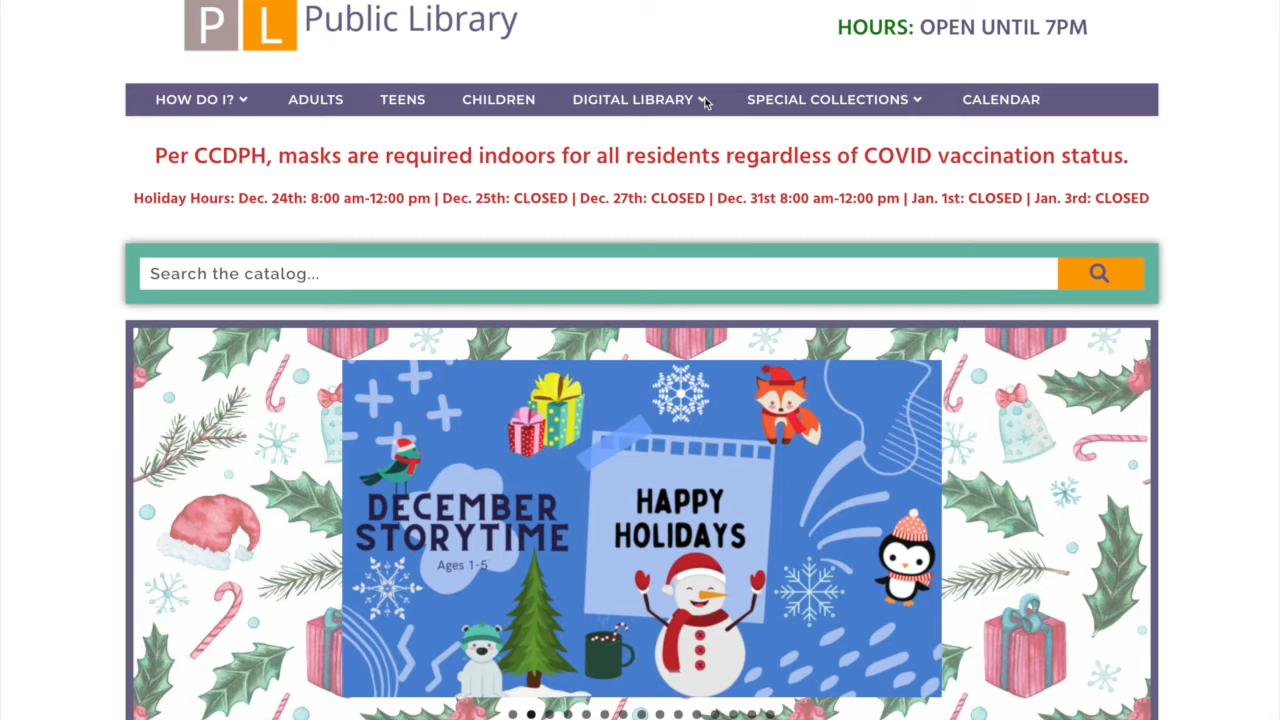 P L Public Library
HOURS: OPEN UNTIL 7PM
HOW DO I? ADULTS TEENS CHILDREN DIGITAL LIBRARY SPECIAL COLLECTIONS CALENDAR
Per CCDPH, masks are required indoors for all residents regardless of COVID vaccination status.
Holiday Hours: Dec. 24th: 8:00 am-12:00 pm | Dec. 25th: CLOSED | Dec. 27th: CLOSED | Dec. 31st 8:00 am-12:00 pm | Jan. 1st: CLOSED | Jan. 3rd: CLOSED
Search the catalog...
DECEMBER
STORYTIME
Ages 1-5
HAPPY
HOLIDAYS